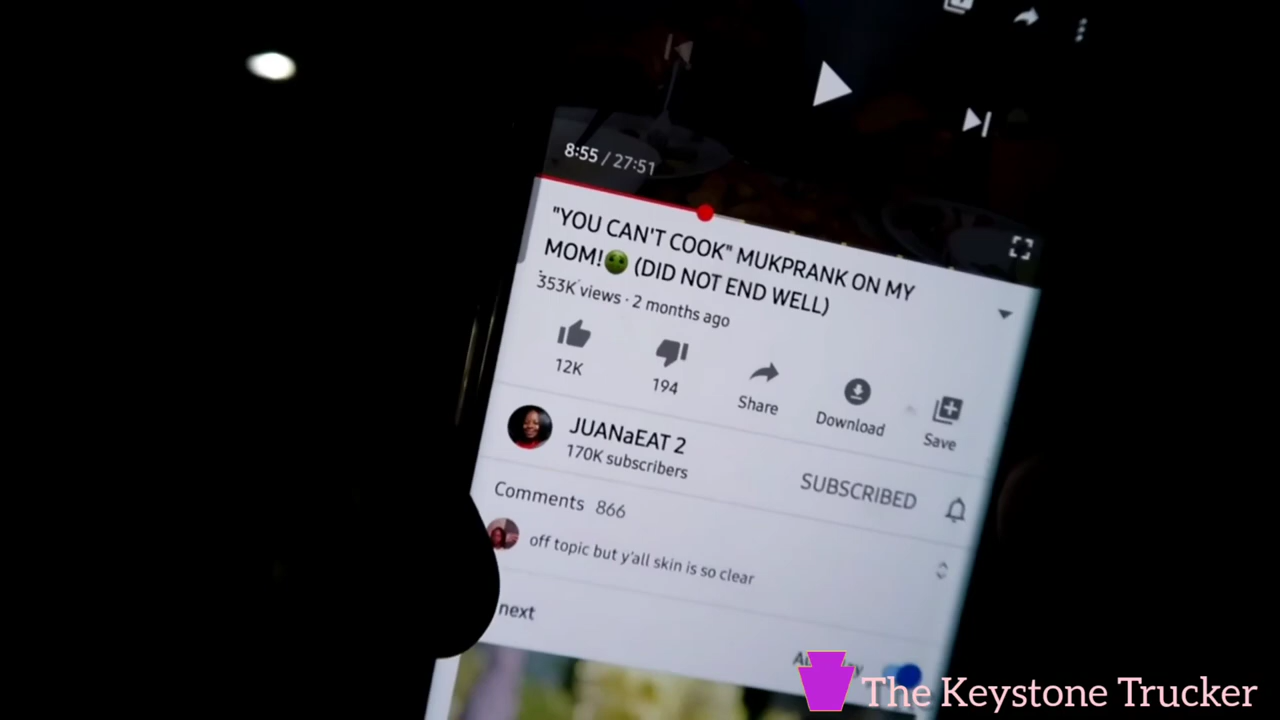 8:55 / 27:51
"YOU CAN'T COOK" MUKPRANK ON MY
MOM!🤢 (DID NOT END WELL)
353K views · 2 months ago
12K
194
Share
Download
Save
JUANaEAT 2
170K subscribers
SUBSCRIBED
Comments 866
off topic but y'all skin is so clear
next
The Keystone Trucker